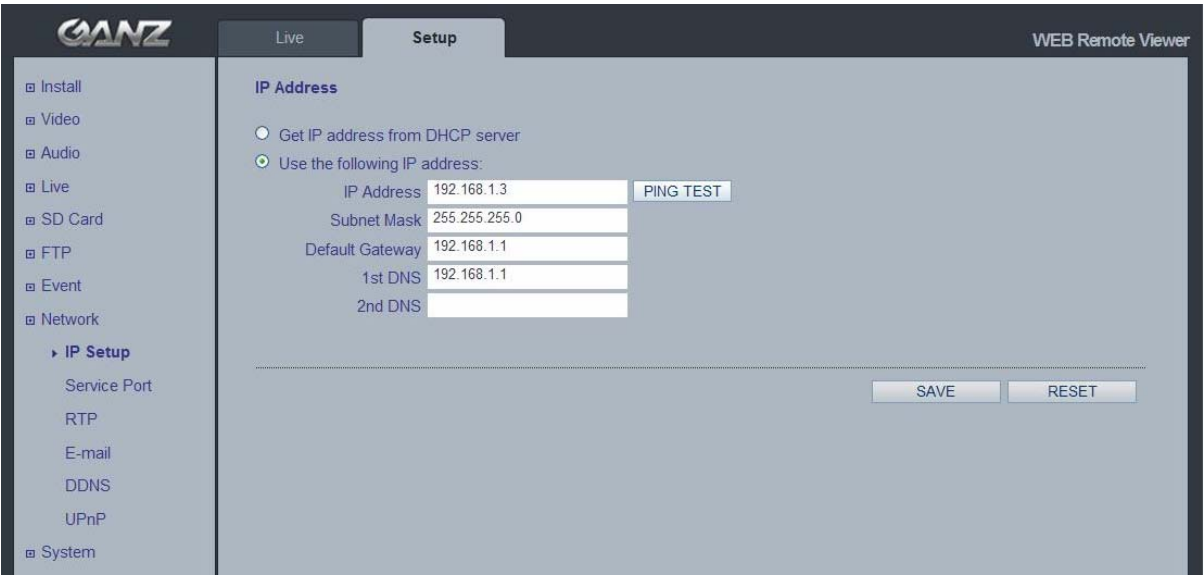 GANZ
Live
Setup
WEB Remote Viewer
Install
Video
Audio
Live
SD Card
FTP
Event
Network
IP Setup
Service Port
RTP
E-mail
DDNS
UPnP
System
IP Address
Get IP address from DHCP server
Use the following IP address:
IP Address 192.168.1.3 PING TEST
Subnet Mask 255.255.255.0
Default Gateway 192.168.1.1
1st DNS 192.168.1.1
2nd DNS
SAVE RESET